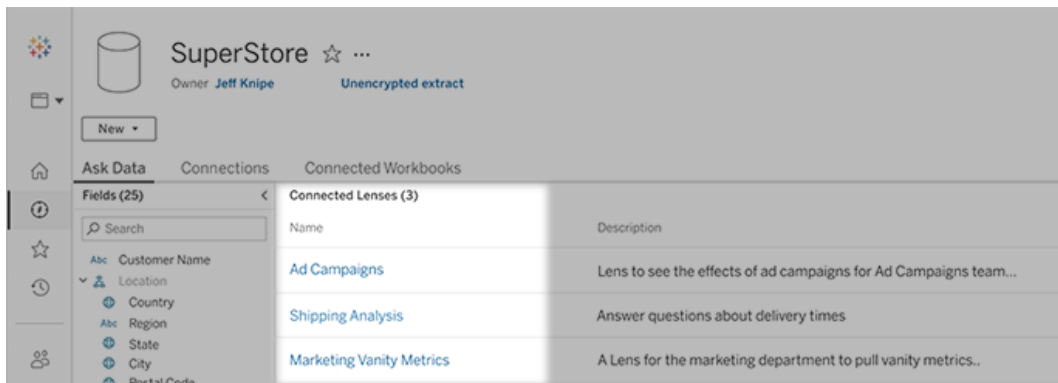 SuperStore ☆ ···
Owner Jeff Knipe Unencrypted extract
New
Ask Data Connections Connected Workbooks
Fields (25)
Search
Abc Customer Name
Location
Country
Abc Region
State
City
Postal Code
Connected Lenses (3)
Name Description
Ad Campaigns Lens to see the effects of ad campaigns for Ad Campaigns team...
Shipping Analysis Answer questions about delivery times
Marketing Vanity Metrics A Lens for the marketing department to pull vanity metrics..